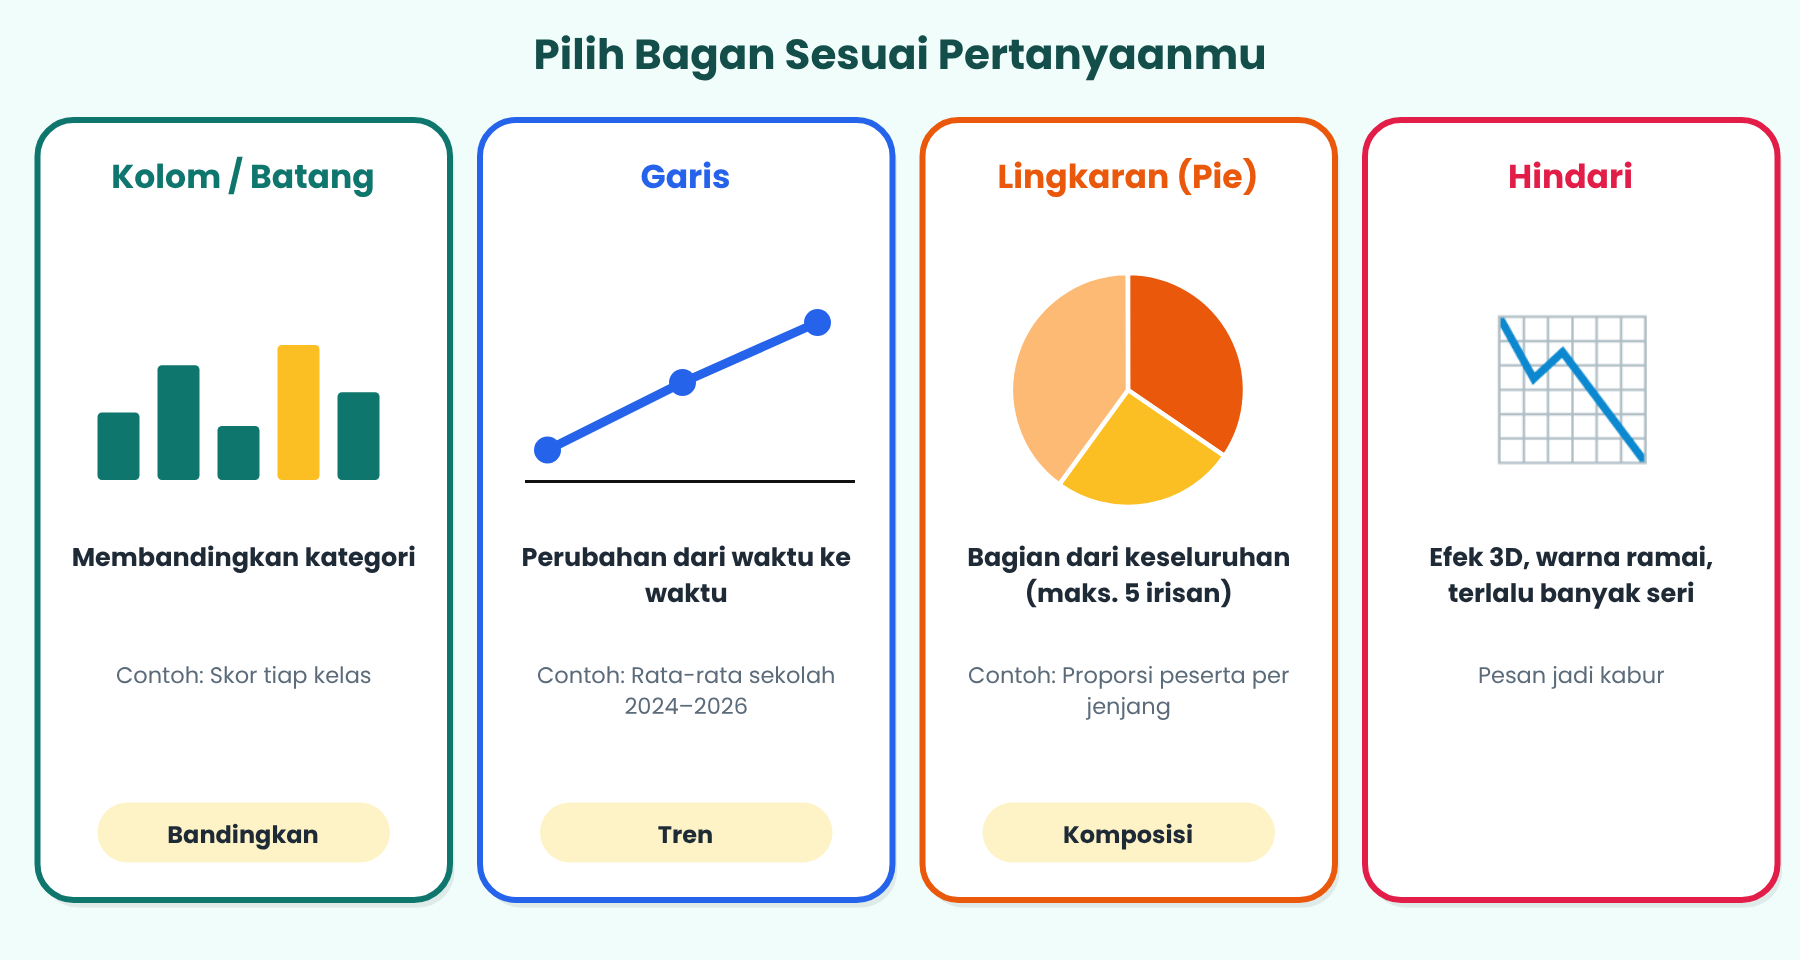 Pilih Bagan Sesuai Pertanyaanmu
Kolom / Batang
Membandingkan kategori
Contoh: Skor tiap kelas
Bandingkan
Garis
Perubahan dari waktu ke
waktu
Contoh: Rata-rata sekolah
2024–2026
Tren
Lingkaran (Pie)
Bagian dari keseluruhan
(maks. 5 irisan)
Contoh: Proporsi peserta per
jenjang
Komposisi
Hindari
Efek 3D, warna ramai,
terlalu banyak seri
Pesan jadi kabur